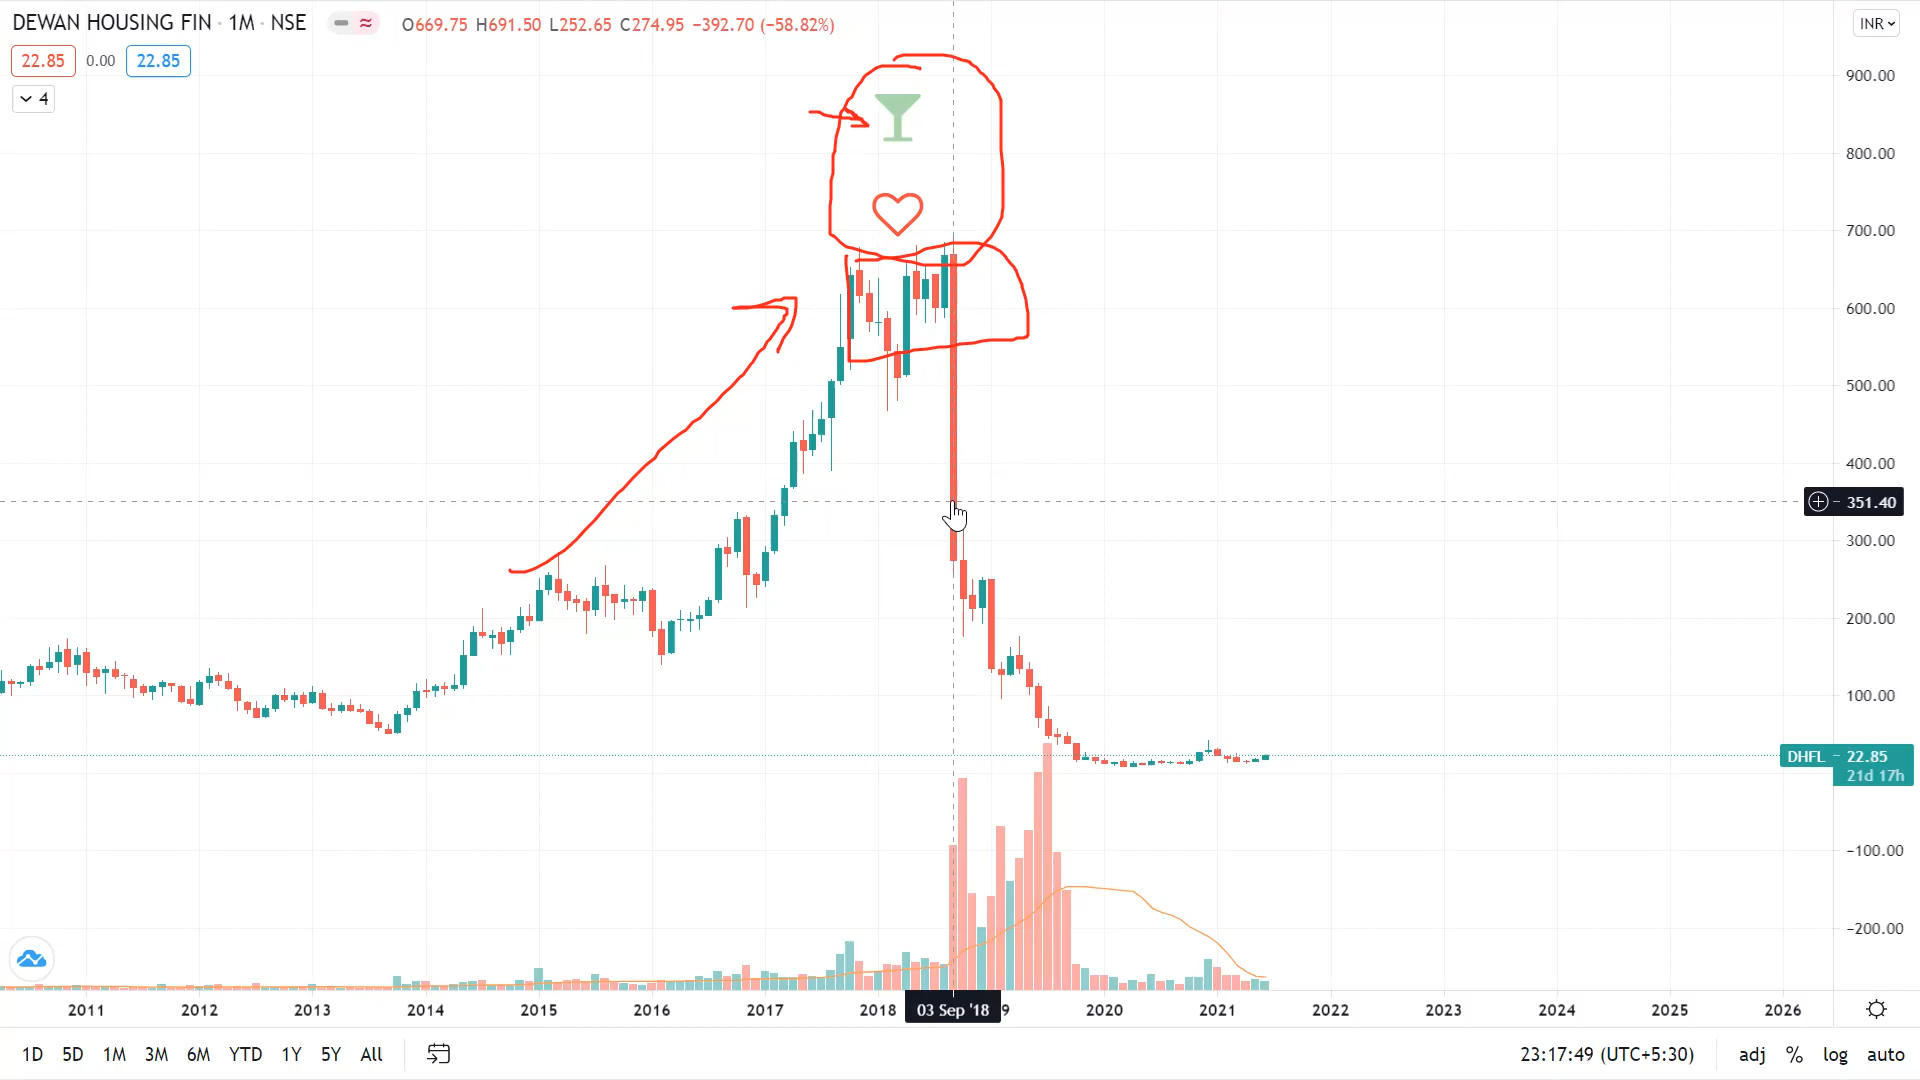 DEWAN HOUSING FIN · 1M · NSE
O669.75 H691.50 L252.65 C274.95 −392.70 (−58.82%)
INR
22.85 0.00 22.85
4
900.00
800.00
700.00
600.00
500.00
400.00
351.40
300.00
200.00
100.00
DHFL 22.85
21d 17h
−100.00
−200.00
2011 2012 2013 2014 2015 2016 2017 2018 03 Sep '18 9 2020 2021 2022 2023 2024 2025 2026
1D 5D 1M 3M 6M YTD 1Y 5Y All 23:17:49 (UTC+5:30) adj % log auto